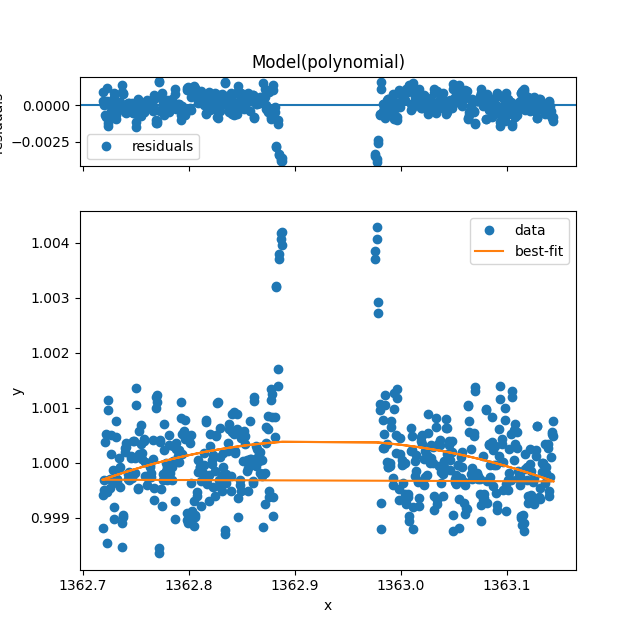 Model(polynomial)
0.0000
−0.0025
residuals
residuals
1.004
1.003
1.002
1.001
1.000
0.999
y
data
best-fit
1362.7 1362.8 1362.9 1363.0 1363.1
x